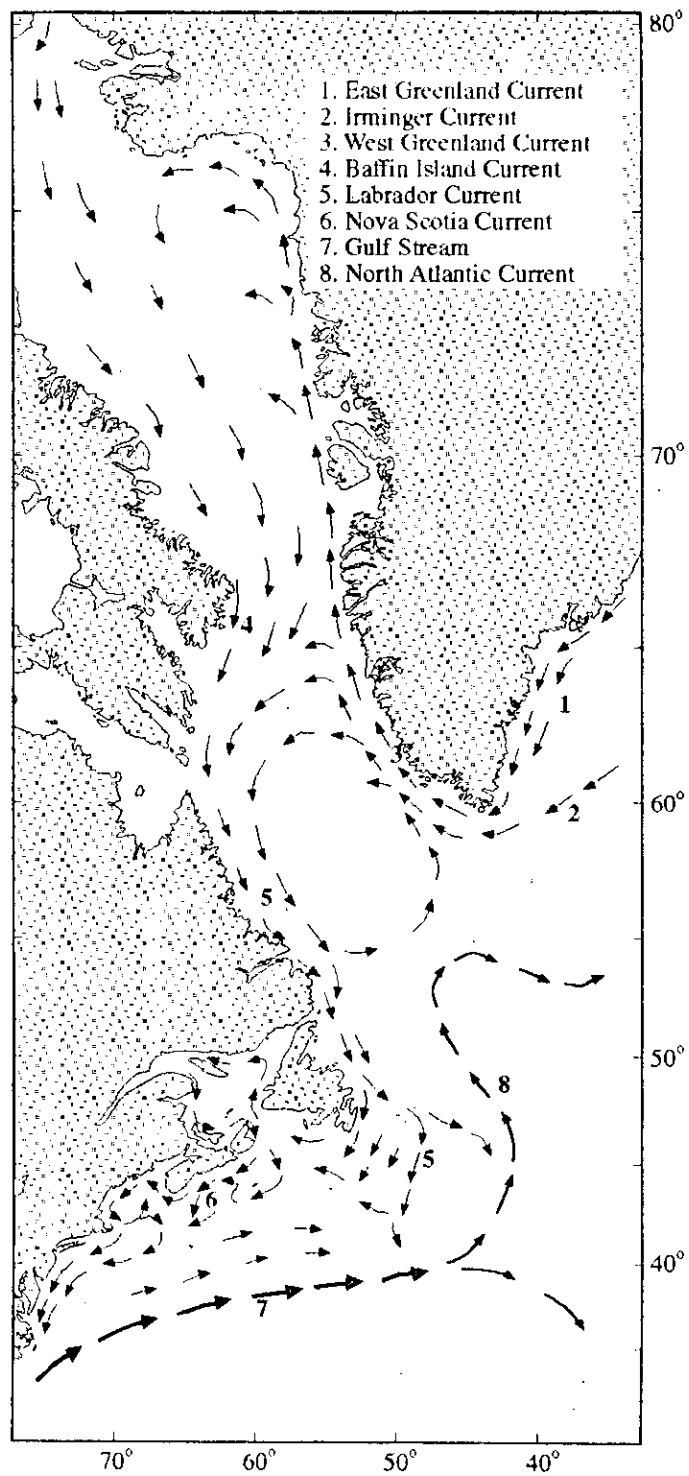 80°
1. East Greenland Current
2. Irminger Current
3. West Greenland Current
4. Baffin Island Current
5. Labrador Current
6. Nova Scotia Current
7. Gulf Stream
8. North Atlantic Current
70°
4
1
60°
2
5
50°
8
5
6
40°
7
70°
60°
50°
40°